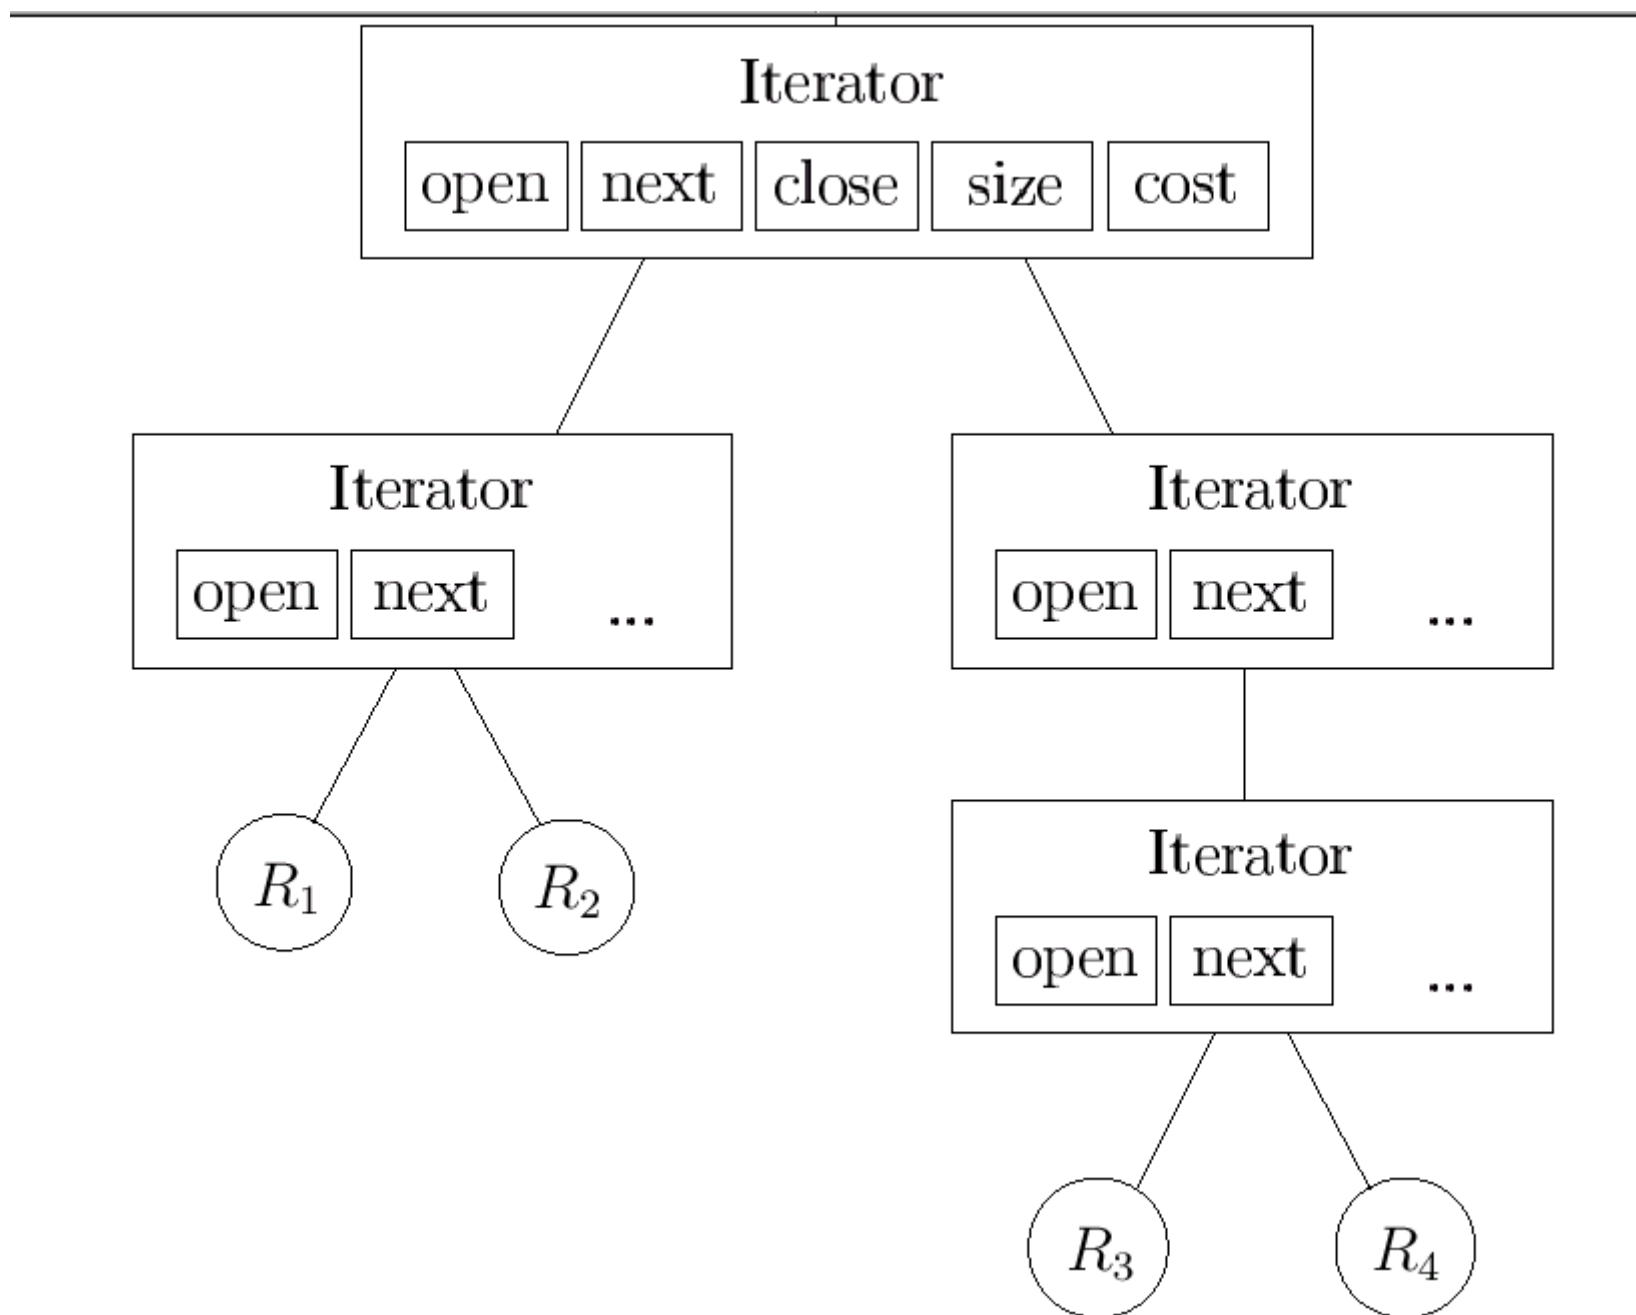 Iterator
open next close size cost
Iterator
open next ...
Iterator
open next ...
R1
R2
Iterator
open next ...
R3
R4